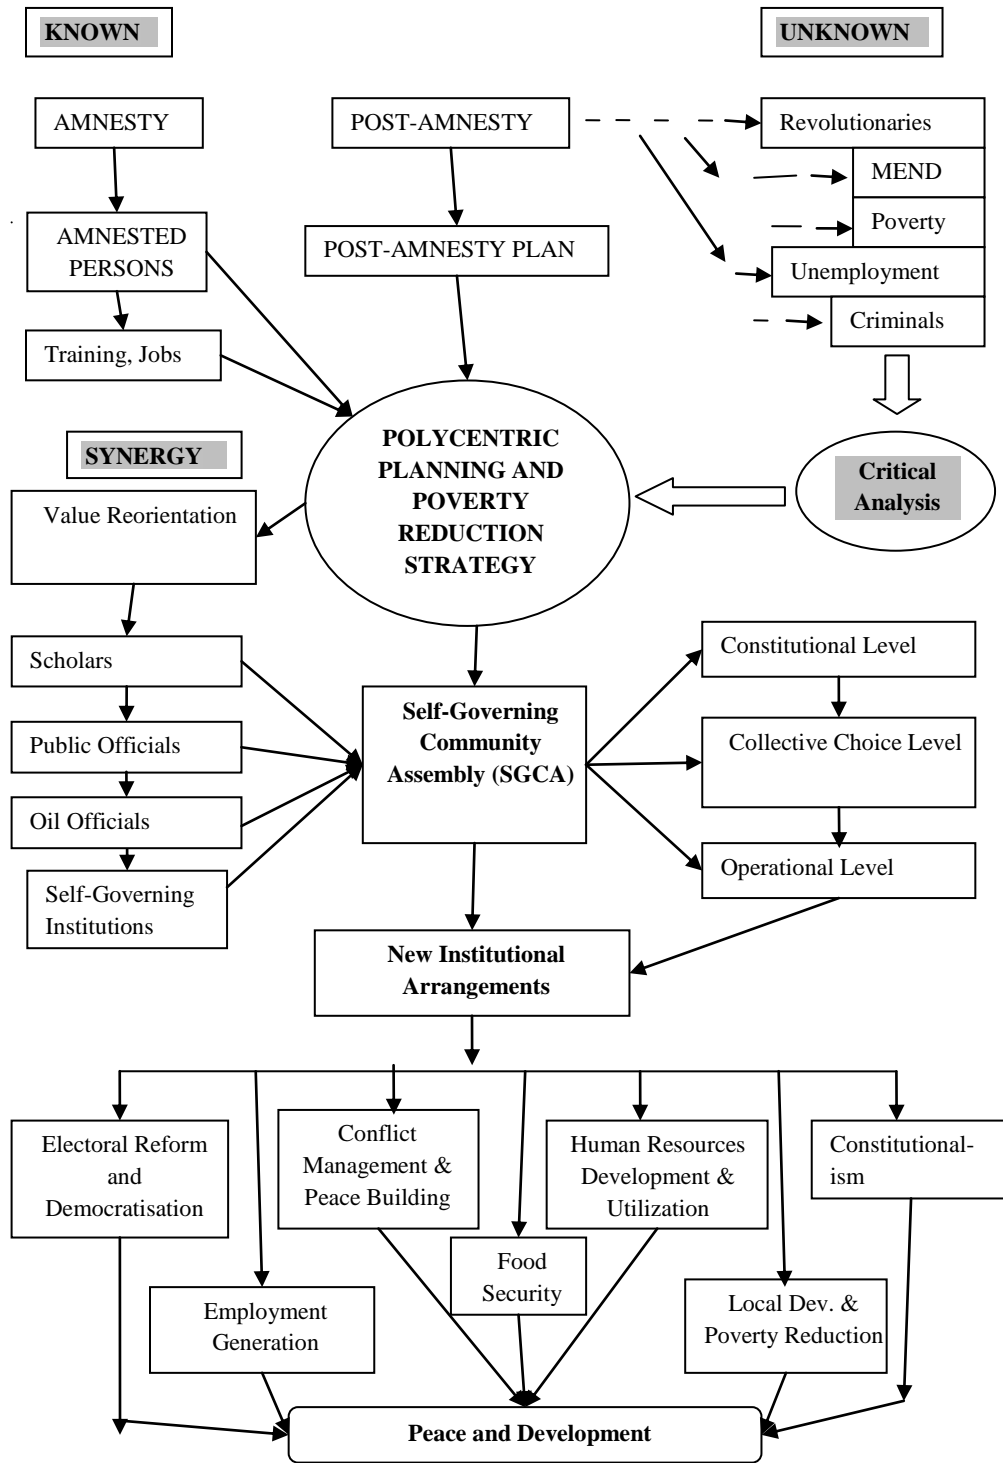 KNOWN
UNKNOWN
AMNESTY
POST-AMNESTY
Revolutionaries
MEND
Poverty
Unemployment
Criminals
AMNESTED
PERSONS
POST-AMNESTY PLAN
Training, Jobs
POLYCENTRIC
PLANNING AND
POVERTY
REDUCTION
STRATEGY
Critical
Analysis
SYNERGY
Value Reorientation
Scholars
Public Officials
Oil Officials
Self-Governing
Institutions
Self-Governing
Community
Assembly (SGCA)
Constitutional Level
Collective Choice Level
Operational Level
New Institutional
Arrangements
Electoral Reform
and
Democratisation
Conflict
Management &
Peace Building
Human Resources
Development &
Utilization
Constitutional-
ism
Food
Security
Employment
Generation
Local Dev. &
Poverty Reduction
Peace and Development